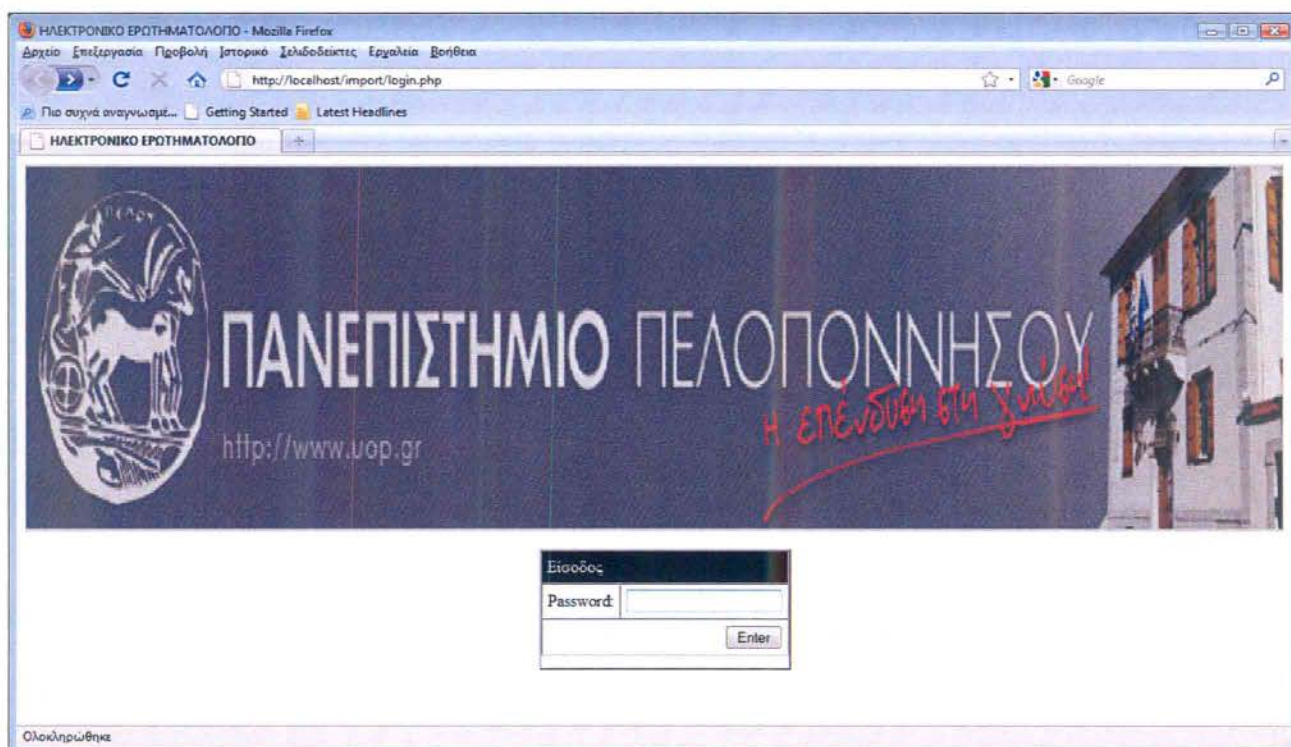 ΗΛΕΚΤΡΟΝΙΚΟ ΕΡΩΤΗΜΑΤΟΛΟΓΙΟ - Mozilla Firefox
Αρχείο Επεξεργασία Προβολή Ιστορικό Σελιδοδείκτες Εργαλεία Βοήθεια
http://localhost/import/login.php Google
Πιο συχνά αναγνωσμέ... Getting Started Latest Headlines
ΗΛΕΚΤΡΟΝΙΚΟ ΕΡΩΤΗΜΑΤΟΛΟΓΙΟ
ΠΕΛΟΥ
ΠΑΝΕΠΙΣΤΗΜΙΟ ΠΕΛΟΠΟΝΝΗΣΟΥ
η επένδυση στη γνώση!
http://www.uop.gr
Είσοδος
Password:
Enter
Ολοκληρώθηκε